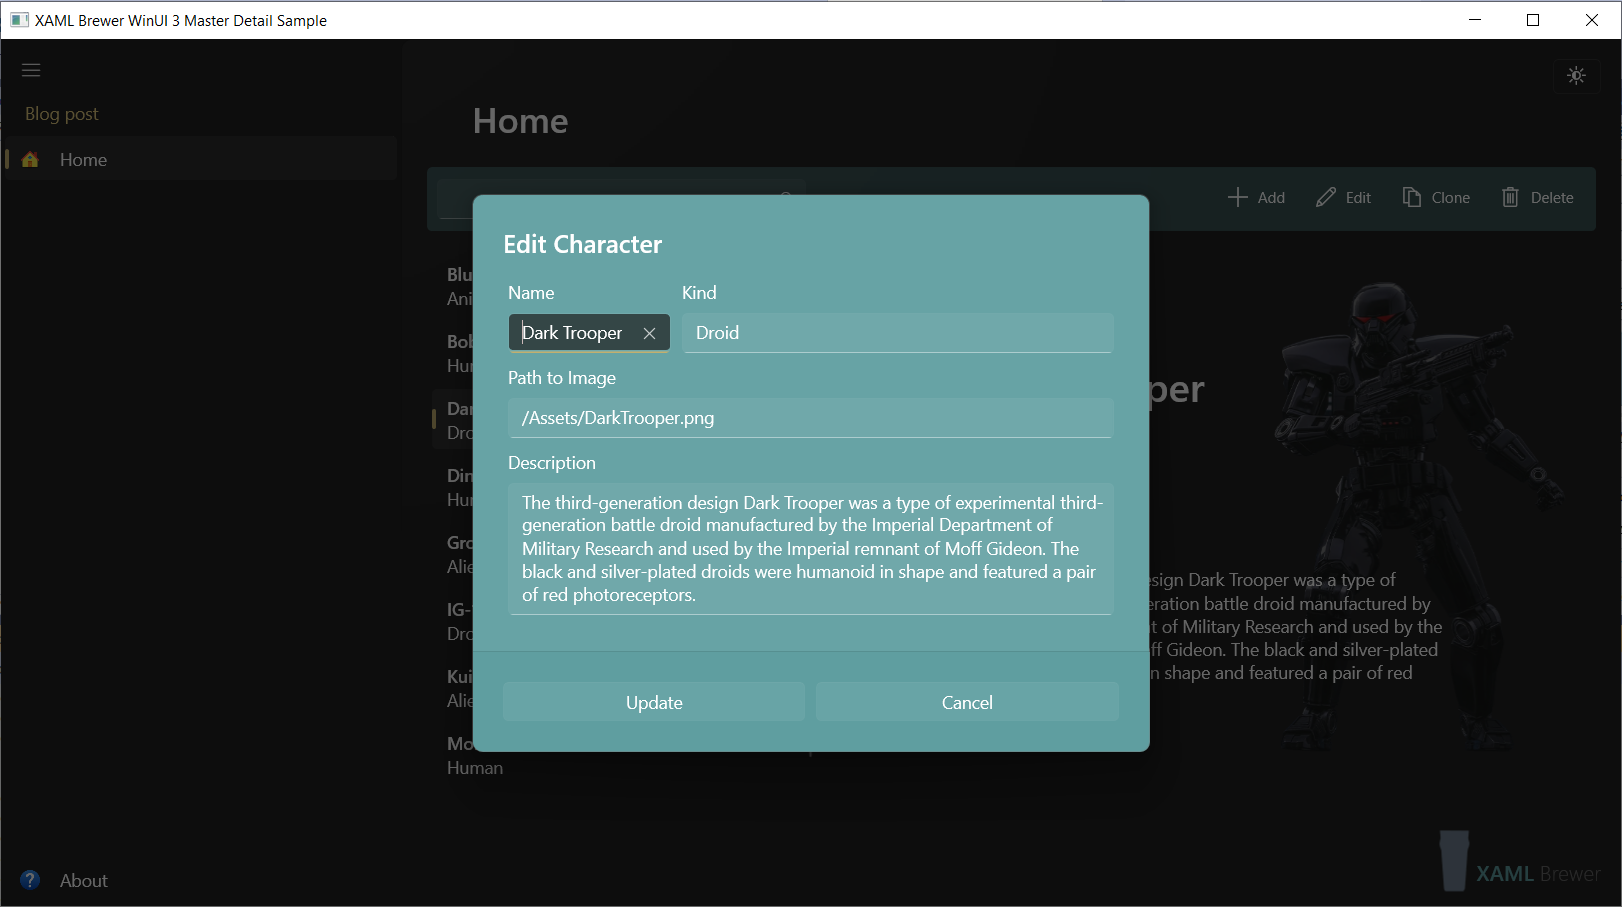 XAML Brewer WinUI 3 Master Detail Sample
Blog post
Home
Home
Add Edit Clone Delete
Edit Character
Name Kind
Dark Trooper Droid
Path to Image
/Assets/DarkTrooper.png
Description
The third-generation design Dark Trooper was a type of experimental third-
generation battle droid manufactured by the Imperial Department of
Military Research and used by the Imperial remnant of Moff Gideon. The
black and silver-plated droids were humanoid in shape and featured a pair
of red photoreceptors.
Update Cancel
Blu
Ani
Bob
Hur
Dar
Dro
Din
Hur
Gro
Alie
IG-
Dro
Kui
Alie
Mo
Human
per
esign Dark Trooper was a type of
eration battle droid manufactured by
t of Military Research and used by the
ff Gideon. The black and silver-plated
n shape and featured a pair of red
About
XAML Brewer